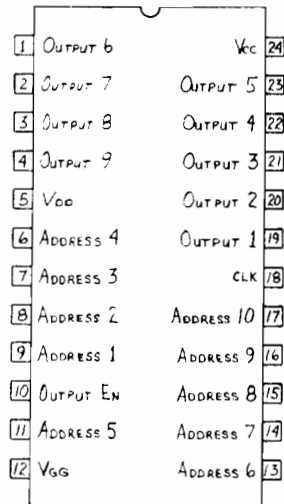 1 OUTPUT 6 VCC 24
2 OUTPUT 7 OUTPUT 5 23
3 OUTPUT 8 OUTPUT 4 22
4 OUTPUT 9 OUTPUT 3 21
5 VDD OUTPUT 2 20
6 ADDRESS 4 OUTPUT 1 19
7 ADDRESS 3 CLK 18
8 ADDRESS 2 ADDRESS 10 17
9 ADDRESS 1 ADDRESS 9 16
10 OUTPUT EN ADDRESS 8 15
11 ADDRESS 5 ADDRESS 7 14
12 VGG ADDRESS 6 13